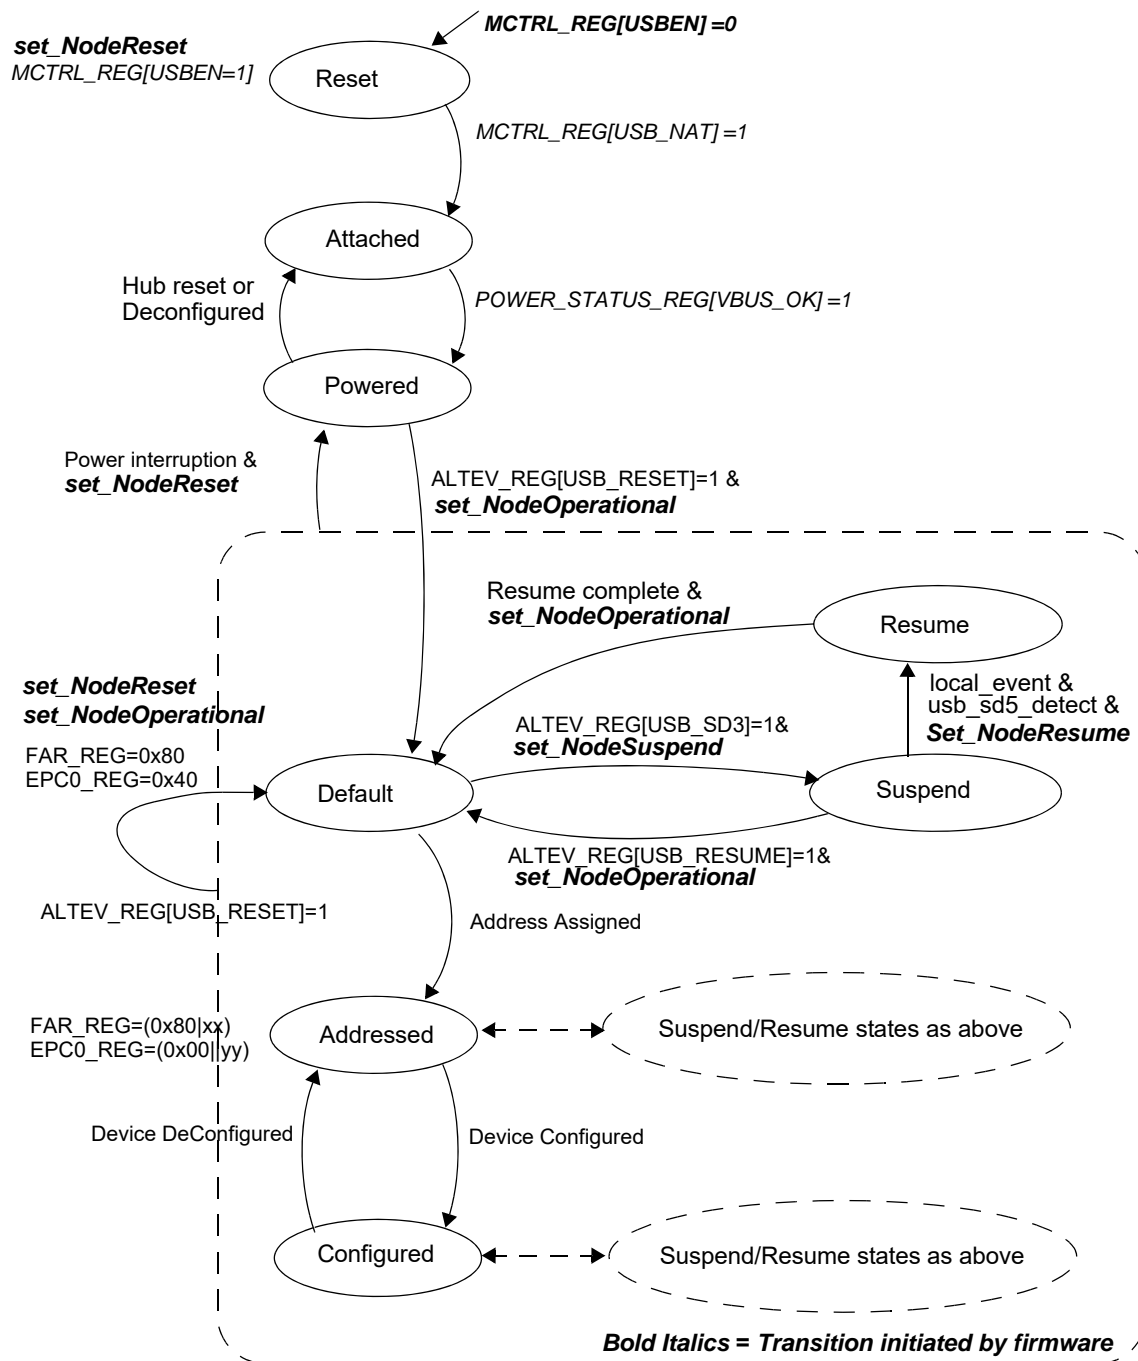 MCTRL_REG[USBEN] =0
set_NodeReset
MCTRL_REG[USBEN=1]
Reset
MCTRL_REG[USB_NAT] =1
Attached
Hub reset or
Deconfigured
POWER_STATUS_REG[VBUS_OK] =1
Powered
Power interruption &
set_NodeReset
ALTEV_REG[USB_RESET]=1 &
set_NodeOperational
Resume complete &
set_NodeOperational
Resume
local_event &
usb_sd5_detect &
Set_NodeResume
set_NodeReset
set_NodeOperational
FAR_REG=0x80
EPC0_REG=0x40
ALTEV_REG[USB_SD3]=1&
set_NodeSuspend
Default
Suspend
ALTEV_REG[USB_RESUME]=1&
set_NodeOperational
ALTEV_REG[USB_RESET]=1
Address Assigned
FAR_REG=(0x80|xx)
EPC0_REG=(0x00||yy)
Addressed
Suspend/Resume states as above
Device DeConfigured
Device Configured
Configured
Suspend/Resume states as above
Bold Italics = Transition initiated by firmware